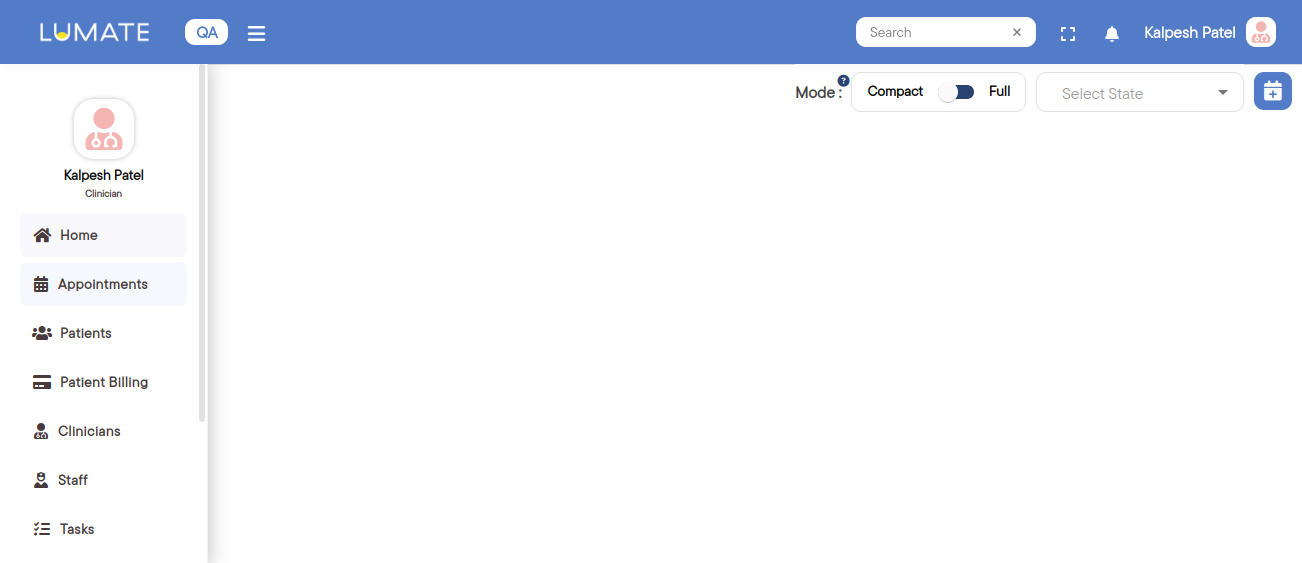 LUMATE
QA
Search
Kalpesh Patel
Mode :
?
Compact
Full
Select State
Kalpesh Patel
Clinician
Home
Appointments
Patients
Patient Billing
Clinicians
Staff
Tasks